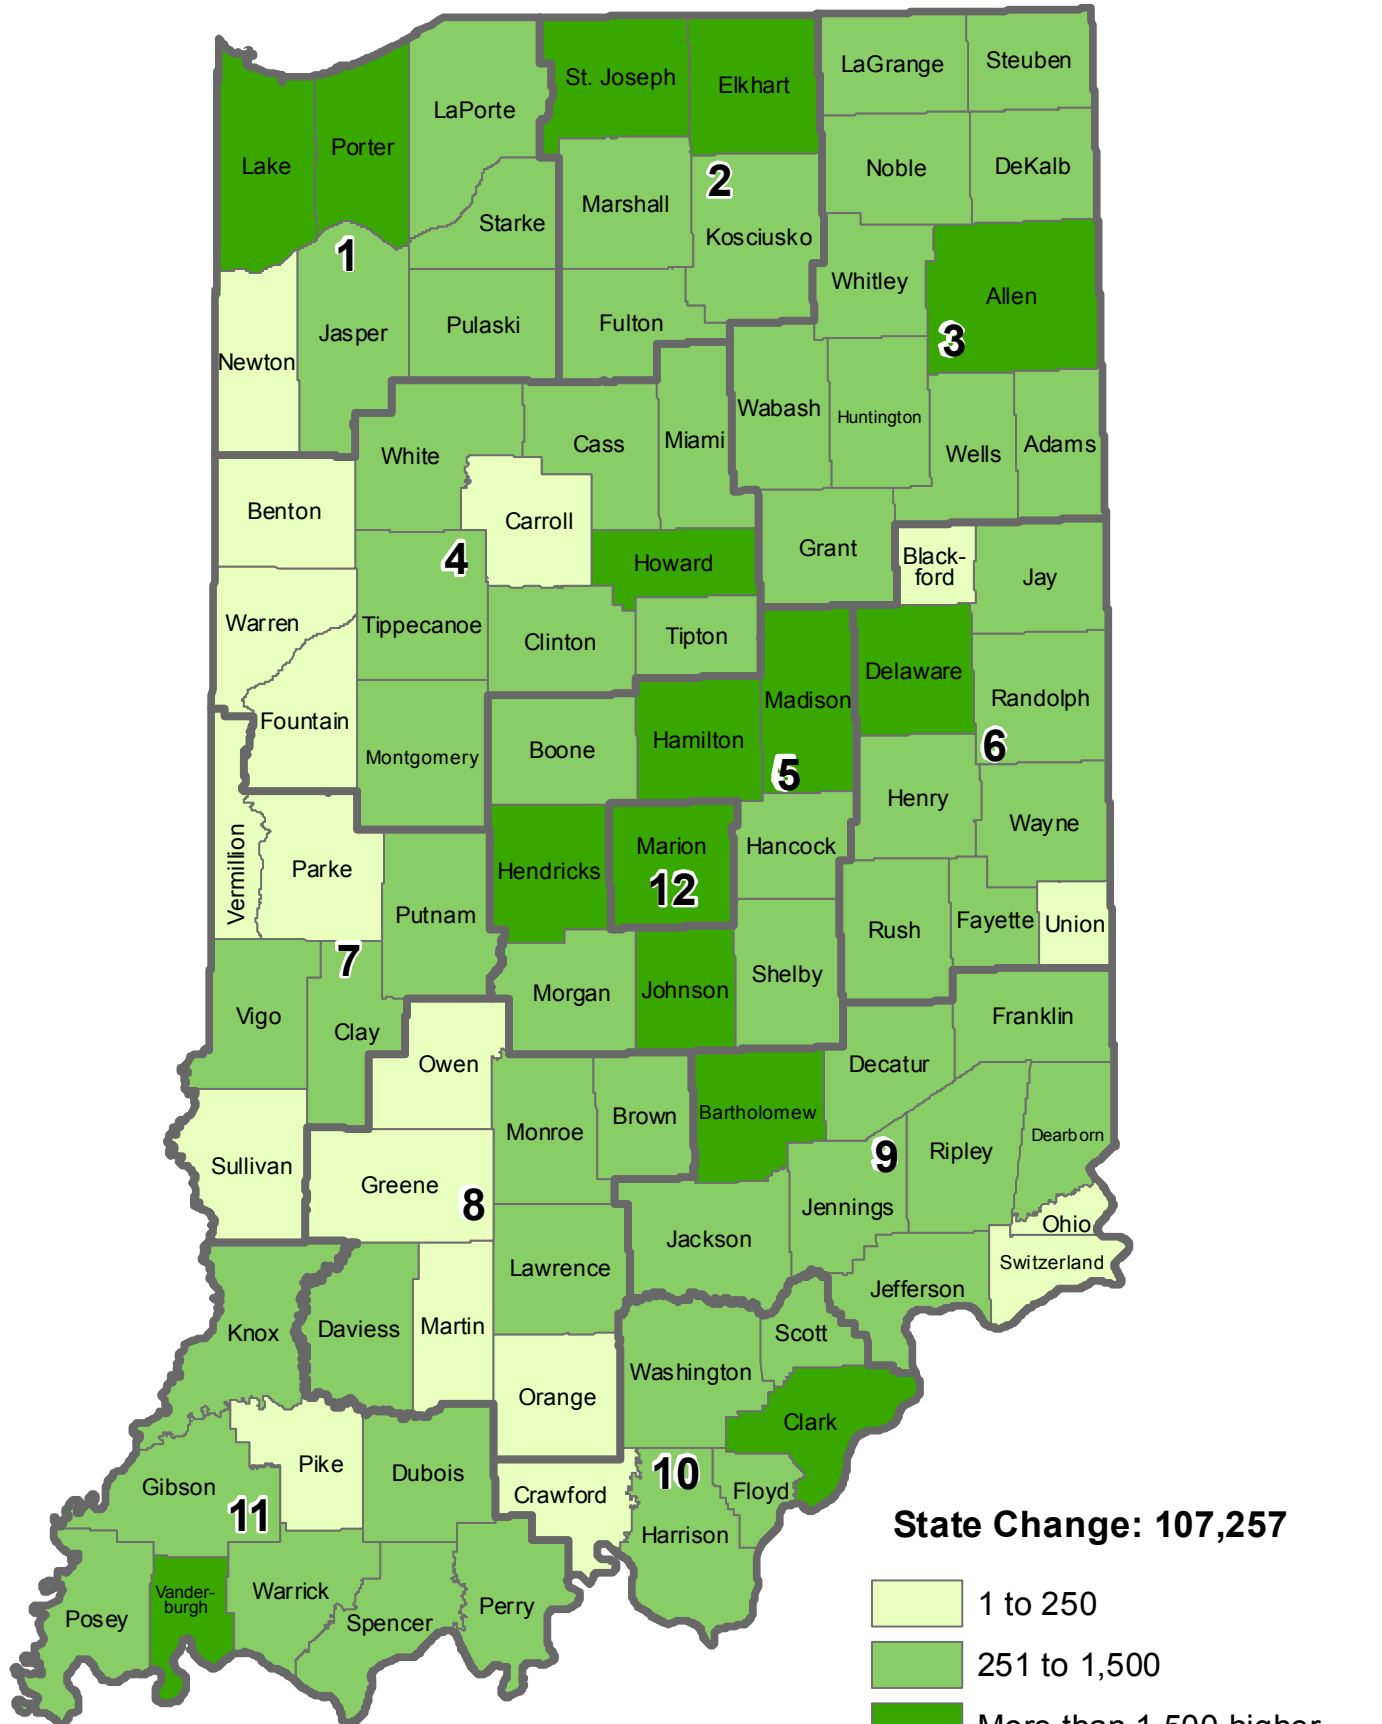 St. Joseph
Elkhart
LaGrange
Steuben
LaPorte
Lake
Porter
Noble
DeKalb
2
Marshall
Starke
Kosciusko
1
Whitley
Allen
3
Newton
Jasper
Pulaski
Fulton
Wabash
Huntington
Wells
Adams
White
Cass
Miami
Benton
Carroll
4
Howard
Grant
Black-
ford
Jay
Warren
Tippecanoe
Clinton
Tipton
Delaware
Madison
Randolph
Fountain
Montgomery
Boone
Hamilton
5
6
Henry
Wayne
Vermillion
Parke
Hendricks
Marion
12
Hancock
Putnam
Rush
Fayette
Union
7
Vigo
Clay
Morgan
Johnson
Shelby
Franklin
Owen
Decatur
Monroe
Brown
Bartholomew
9
Ripley
Dearborn
Sullivan
Greene
8
Jennings
Ohio
Jackson
Lawrence
Switzerland
Jefferson
Knox
Daviess
Martin
Scott
Washington
Orange
Clark
Pike
Dubois
10
Gibson
11
Crawford
Floyd
Harrison
Posey
Vander-
burgh
Warrick
Spencer
Perry
State Change: 107,257
1 to 250
251 to 1,500
More than 1,500 higher